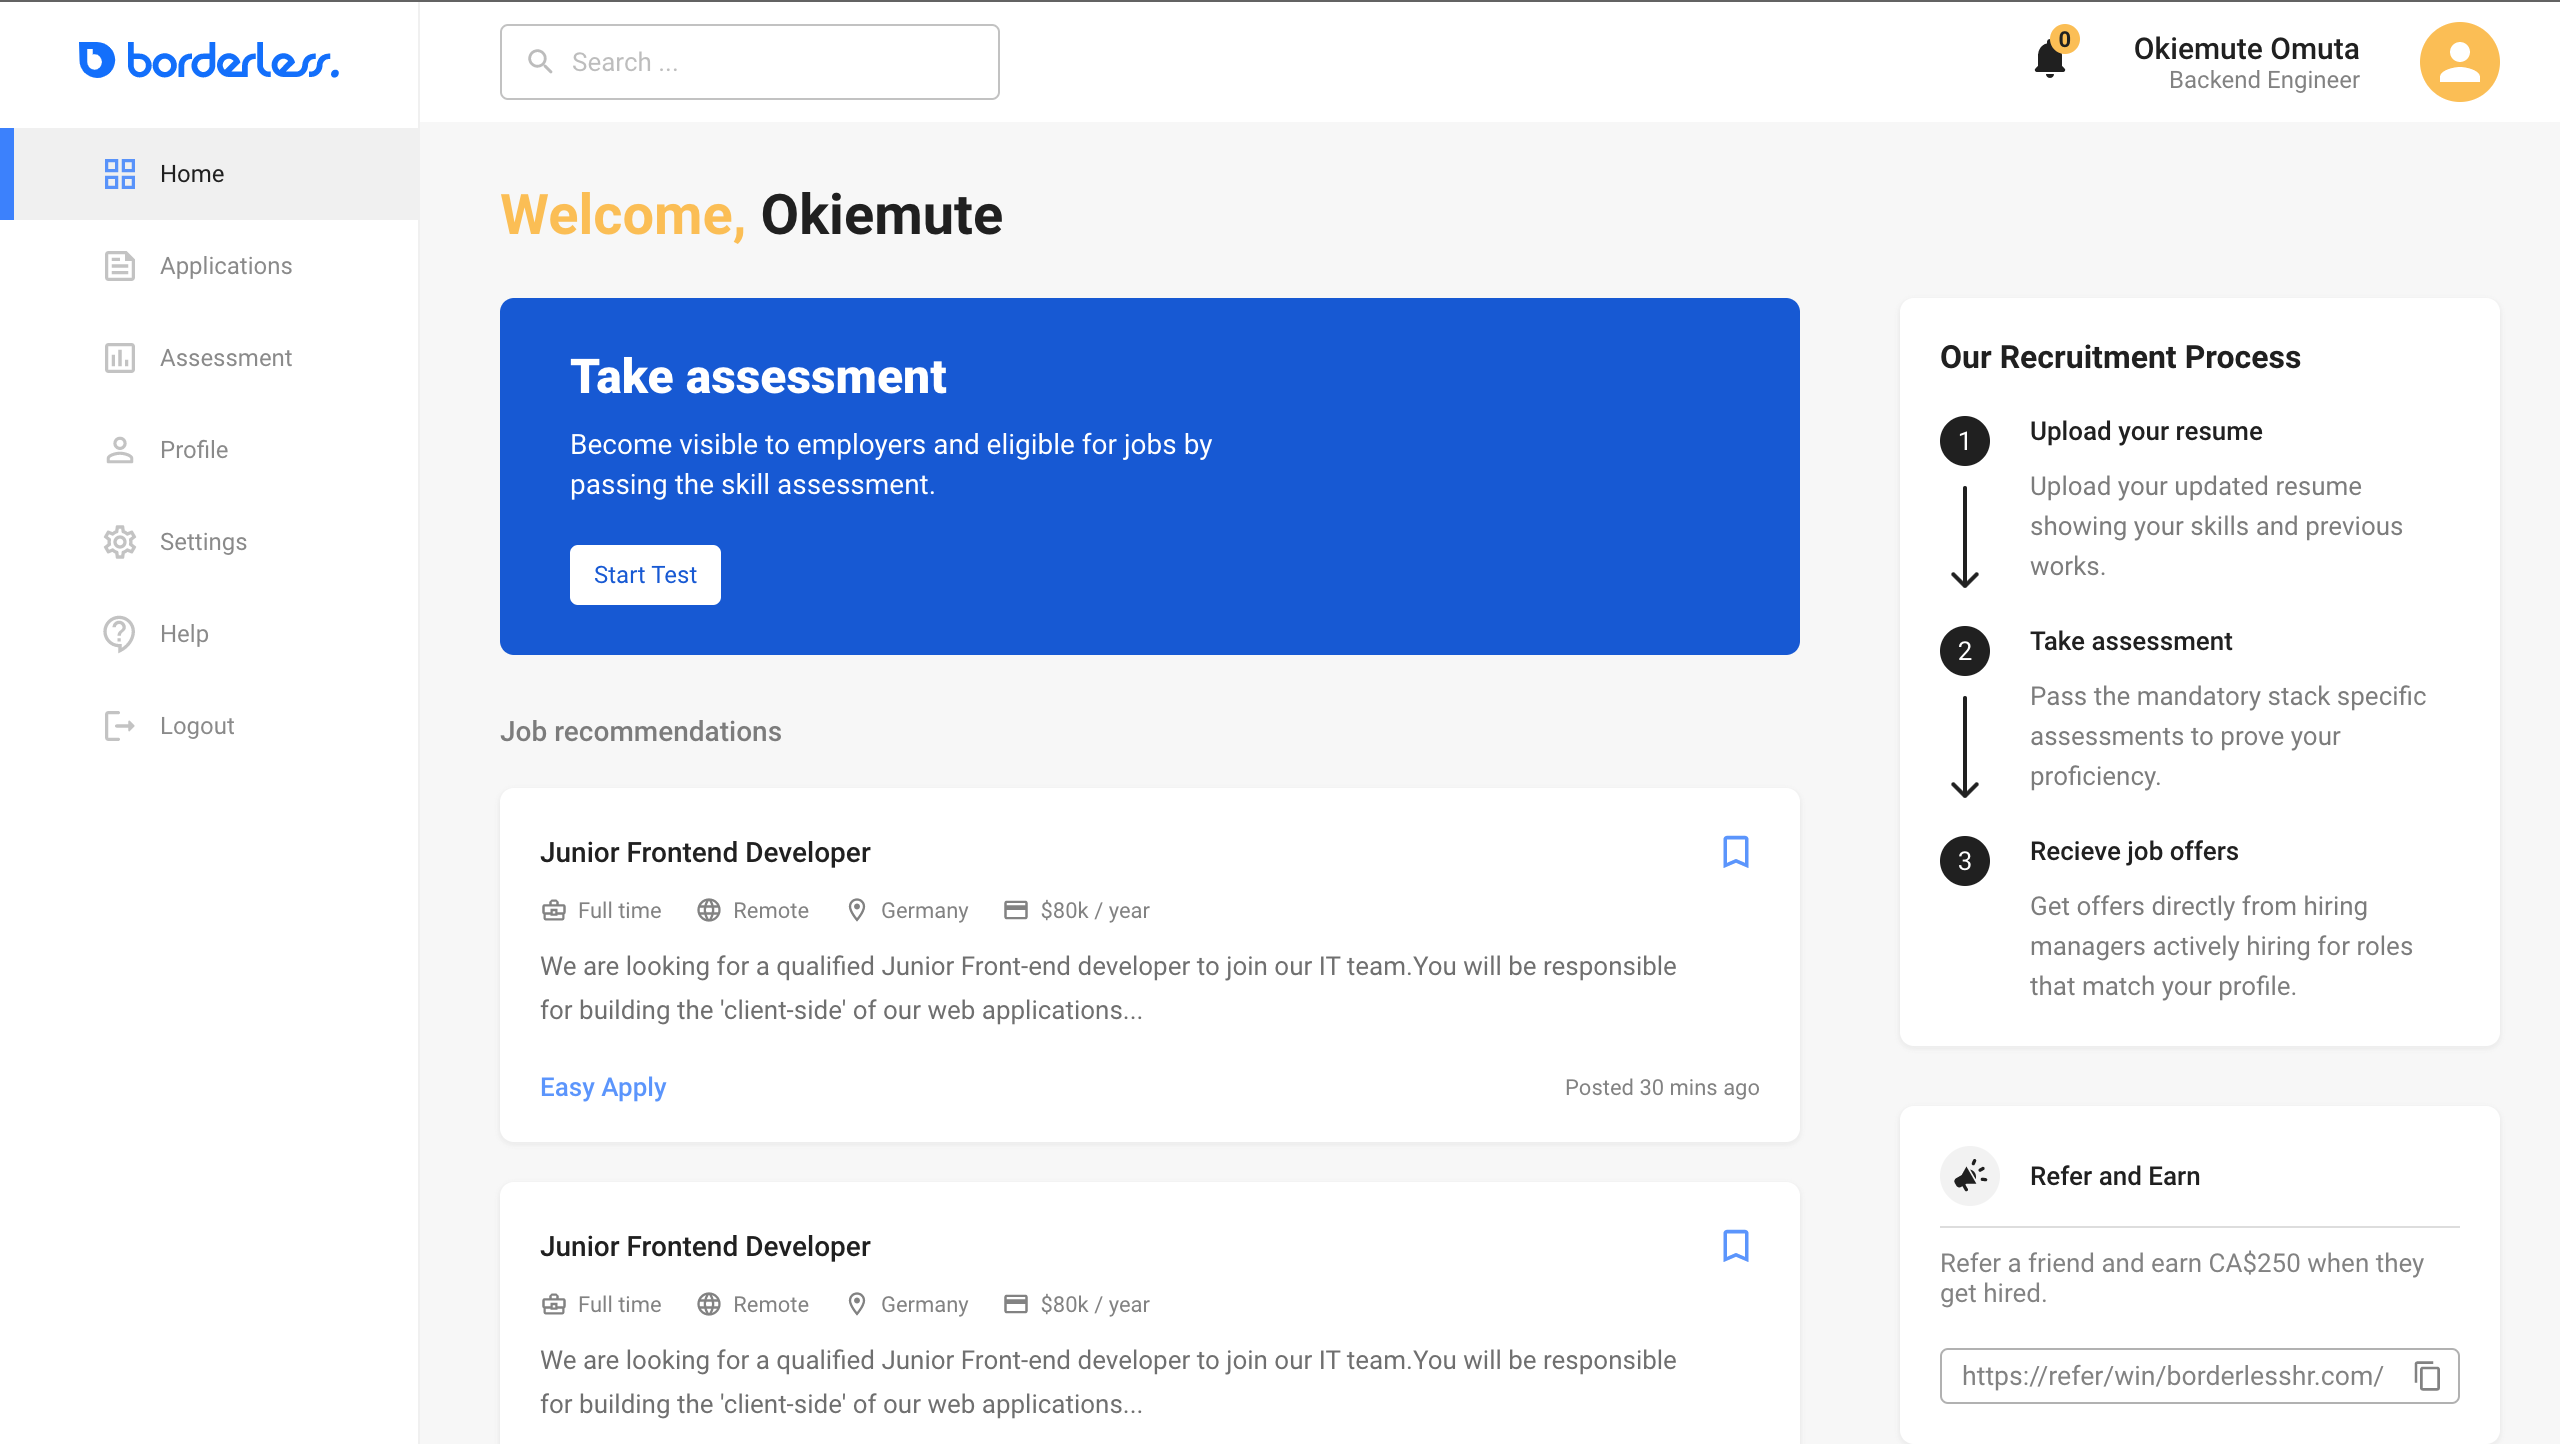 borderless.
Search ...
0
Okiemute Omuta
Backend Engineer
Home
Applications
Assessment
Profile
Settings
Help
Logout
Welcome, Okiemute
Take assessment
Become visible to employers and eligible for jobs by
passing the skill assessment.
Start Test
Job recommendations
Junior Frontend Developer
Full time Remote Germany $80k / year
We are looking for a qualified Junior Front-end developer to join our IT team.You will be responsible
for building the 'client-side' of our web applications...
Easy Apply Posted 30 mins ago
Junior Frontend Developer
Full time Remote Germany $80k / year
We are looking for a qualified Junior Front-end developer to join our IT team.You will be responsible
for building the 'client-side' of our web applications...
Our Recruitment Process
1 Upload your resume
Upload your updated resume
showing your skills and previous
works.
2 Take assessment
Pass the mandatory stack specific
assessments to prove your
proficiency.
3 Recieve job offers
Get offers directly from hiring
managers actively hiring for roles
that match your profile.
Refer and Earn
Refer a friend and earn CA$250 when they
get hired.
https://refer/win/borderlesshr.com/